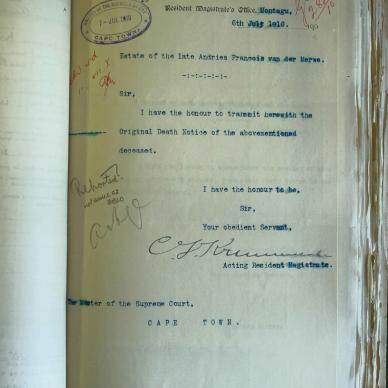 Resident Magistrate's Office, Montagu,
6th July 1910.
190
7-JUL 1910
CAPE TOWN
Estate of the late Andries Francois van der Merwe.
-:-:-:-:-:-
Sir,
I have the honour to transmit herewith the
Original Death Notice of the abovementioned
deceased.
I have the honour to be,
Sir,
Your obedient Servant,
Acting Resident Magistrate.
The Master of the Supreme Court,
CAPE TOWN.